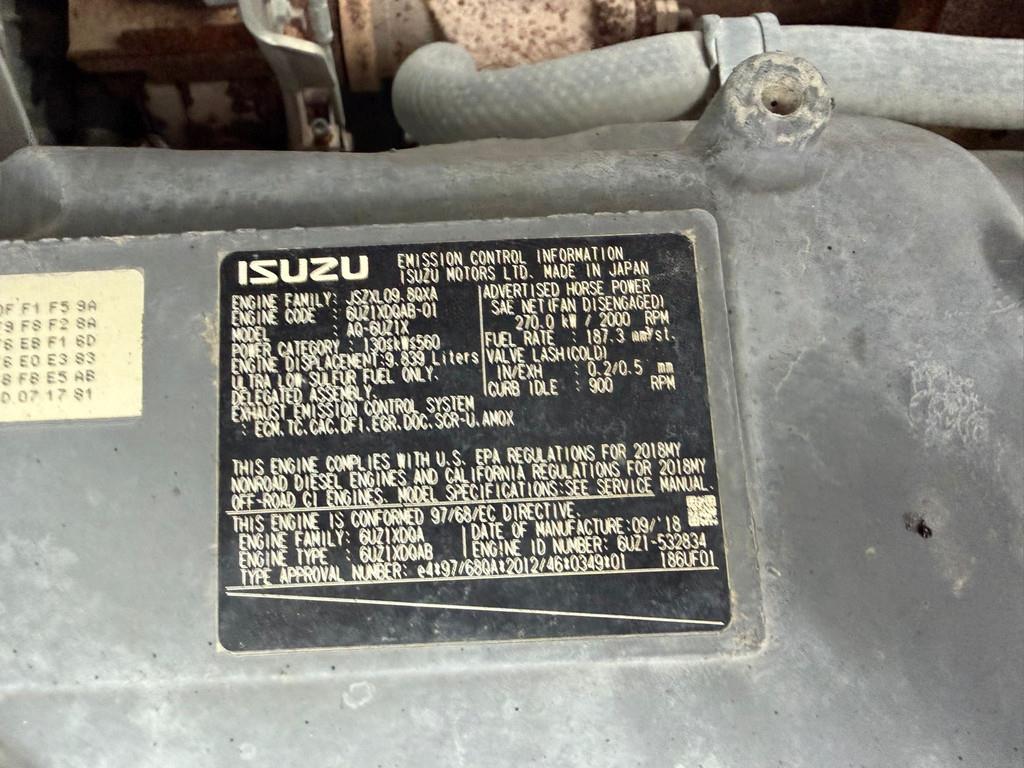 ISUZU
EMISSION CONTROL INFORMATION
ISUZU MOTORS LTD. MADE IN JAPAN
ENGINE FAMILY: JSZXL09.8QXA
ENGINE CODE : 6UZ1XDQAB-01
MODEL : AQ-6UZ1X
POWER CATEGORY : 130≤kW≤560
ENGINE DISPLACEMENT:9.839 Liters
ULTRA LOW SULFUR FUEL ONLY.
DELEGATED ASSEMBLY.
EXHAUST EMISSION CONTROL SYSTEM
: ECM,TC,CAC,DFI,EGR,DOC,SCR-U,AMOX
ADVERTISED HORSE POWER
SAE NET(FAN DISENGAGED)
270.0 kW / 2000 RPM
FUEL RATE : 187.3 mm³/st.
VALVE LASH(COLD)
IN/EXH : 0.2/0.5 mm
CURB IDLE : 900 RPM
THIS ENGINE COMPLIES WITH U.S. EPA REGULATIONS FOR 2018MY
NONROAD DIESEL ENGINES AND CALIFORNIA REGULATIONS FOR 2018MY
OFF-ROAD CI ENGINES. MODEL SPECIFICATIONS:SEE SERVICE MANUAL.
THIS ENGINE IS CONFORMED 97/68/EC DIRECTIVE.
ENGINE FAMILY: 6UZ1XDQA
ENGINE TYPE : 6UZ1XDQAB
DATE OF MANUFACTURE:09/'18
ENGINE ID NUMBER: 6UZ1-532834
TYPE APPROVAL NUMBER: e4*97/68QA*2012/46*0349*01 186UF01
F1 F5 9A
F8 F2 8A
E8 F1 6D
E0 E3 83
F8 E5 AB
07 17 81